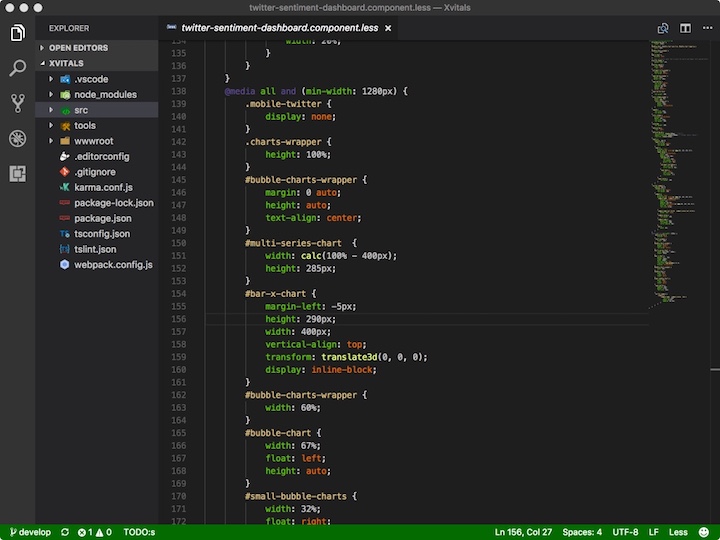 twitter-sentiment-dashboard.component.less — Xvitals
EXPLORER
OPEN EDITORS
XVITALS
.vscode
node_modules
src
tools
wwwroot
.editorconfig
.gitignore
karma.conf.js
package-lock.json
package.json
tsconfig.json
tslint.json
webpack.config.js
twitter-sentiment-dashboard.component.less
134 width: 20%;
135 }
136 }
137 }
138 @media all and (min-width: 1280px) {
139 .mobile-twitter {
140 display: none;
141 }
142 .charts-wrapper {
143 height: 100%;
144 }
145 #bubble-charts-wrapper {
146 margin: 0 auto;
147 height: auto;
148 text-align: center;
149 }
150 #multi-series-chart {
151 width: calc(100% - 400px);
152 height: 285px;
153 }
154 #bar-x-chart {
155 margin-left: -5px;
156 height: 290px;
157 width: 400px;
158 vertical-align: top;
159 transform: translate3d(0, 0, 0);
160 display: inline-block;
161 }
162 #bubble-charts-wrapper {
163 width: 60%;
164 }
165 #bubble-chart {
166 width: 67%;
167 float: left;
168 height: auto;
169 }
170 #small-bubble-charts {
171 width: 32%;
172 float: right;
develop 1 0 TODO:s Ln 156, Col 27 Spaces: 4 UTF-8 LF Less